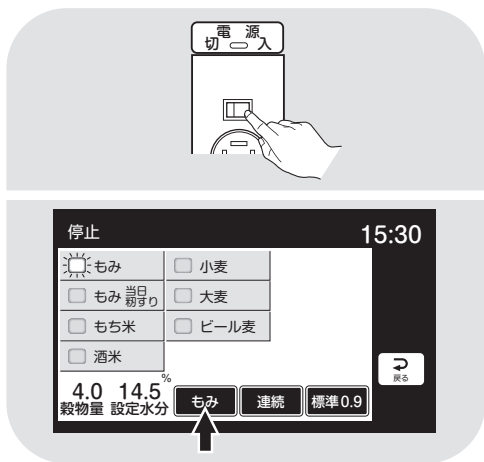 電 源
切 入
停止 15:30
もみ
小麦
もみ 当日籾すり
大麦
もち米
ビール麦
酒米
戻る
4.0 14.5%
穀物量 設定水分
もみ 連続 標準0.9